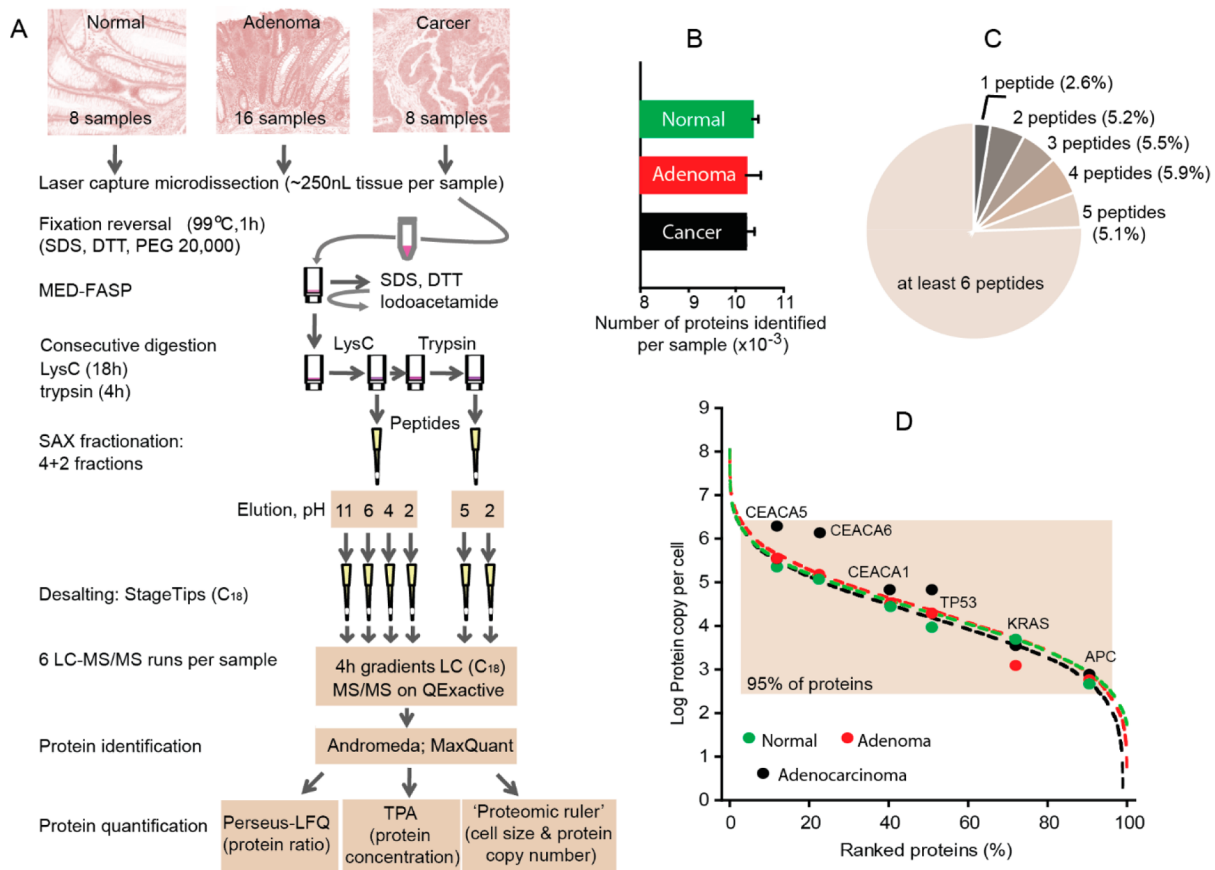 A
Normal
Adenoma
Carcer
8 samples
16 samples
8 samples
Laser capture microdissection (~250nL tissue per sample)
Fixation reversal (99°C,1h)
(SDS, DTT, PEG 20,000)
MED-FASP
SDS, DTT
Iodoacetamide
Consecutive digestion
LysC (18h)
trypsin (4h)
LysC
Trypsin
Peptides
SAX fractionation:
4+2 fractions
Elution, pH
11 6 4 2
5 2
Desalting: StageTips (C18)
6 LC-MS/MS runs per sample
4h gradients LC (C18)
MS/MS on QExactive
Protein identification
Andromeda; MaxQuant
Protein quantification
Perseus-LFQ
(protein ratio)
TPA
(protein
concentration)
‘Proteomic ruler’
(cell size & protein
copy number)
B
Normal
Adenoma
Cancer
8 9 10 11
Number of proteins identified
per sample (x10-3)
C
1 peptide (2.6%)
2 peptides (5.2%)
3 peptides (5.5%)
4 peptides (5.9%)
5 peptides
(5.1%)
at least 6 peptides
D
Log Protein copy per cell
9
8
7
6
5
4
3
2
1
0
CEACA5
CEACA6
CEACA1
TP53
KRAS
APC
95% of proteins
Normal
Adenoma
Adenocarcinoma
0 20 40 60 80 100
Ranked proteins (%)